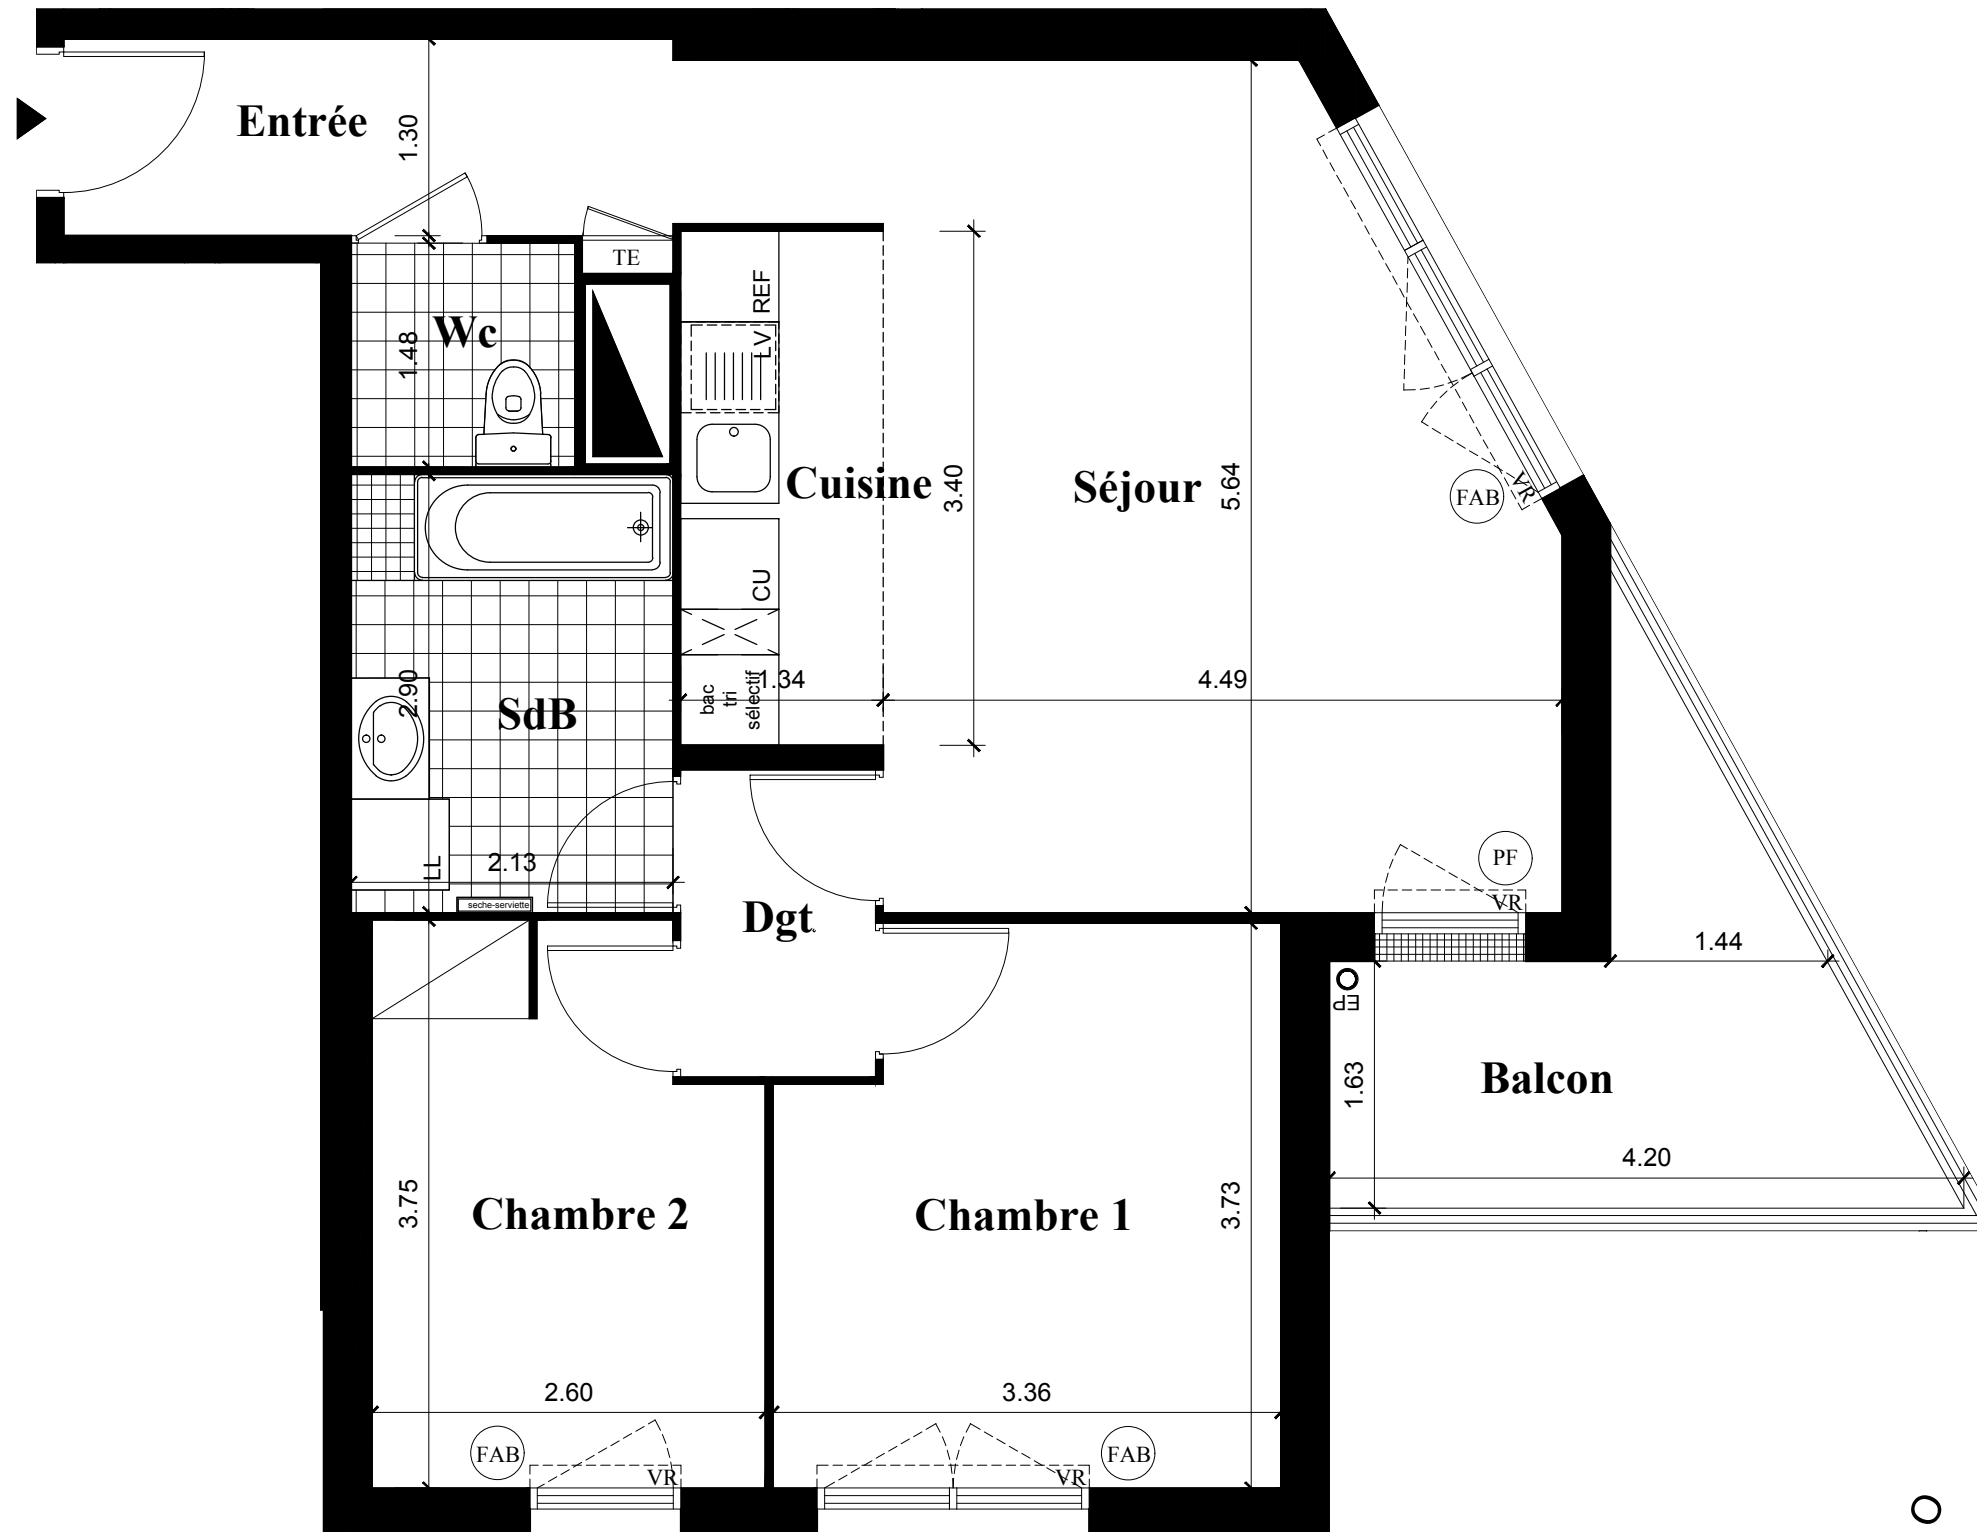 Entrée
1.30
TE
Wc
1.48
REF
LV
Cuisine
3.40
Séjour
5.64
FAB
VR
CU
2.90
SdB
bac
tri
sélectif
1.34
4.49
LL
2.13
seche-serviette
Dgt
PF
VR
1.44
EP
1.63
Balcon
4.20
3.75
Chambre 2
Chambre 1
3.73
2.60
3.36
FAB
VR
FAB
VR
O